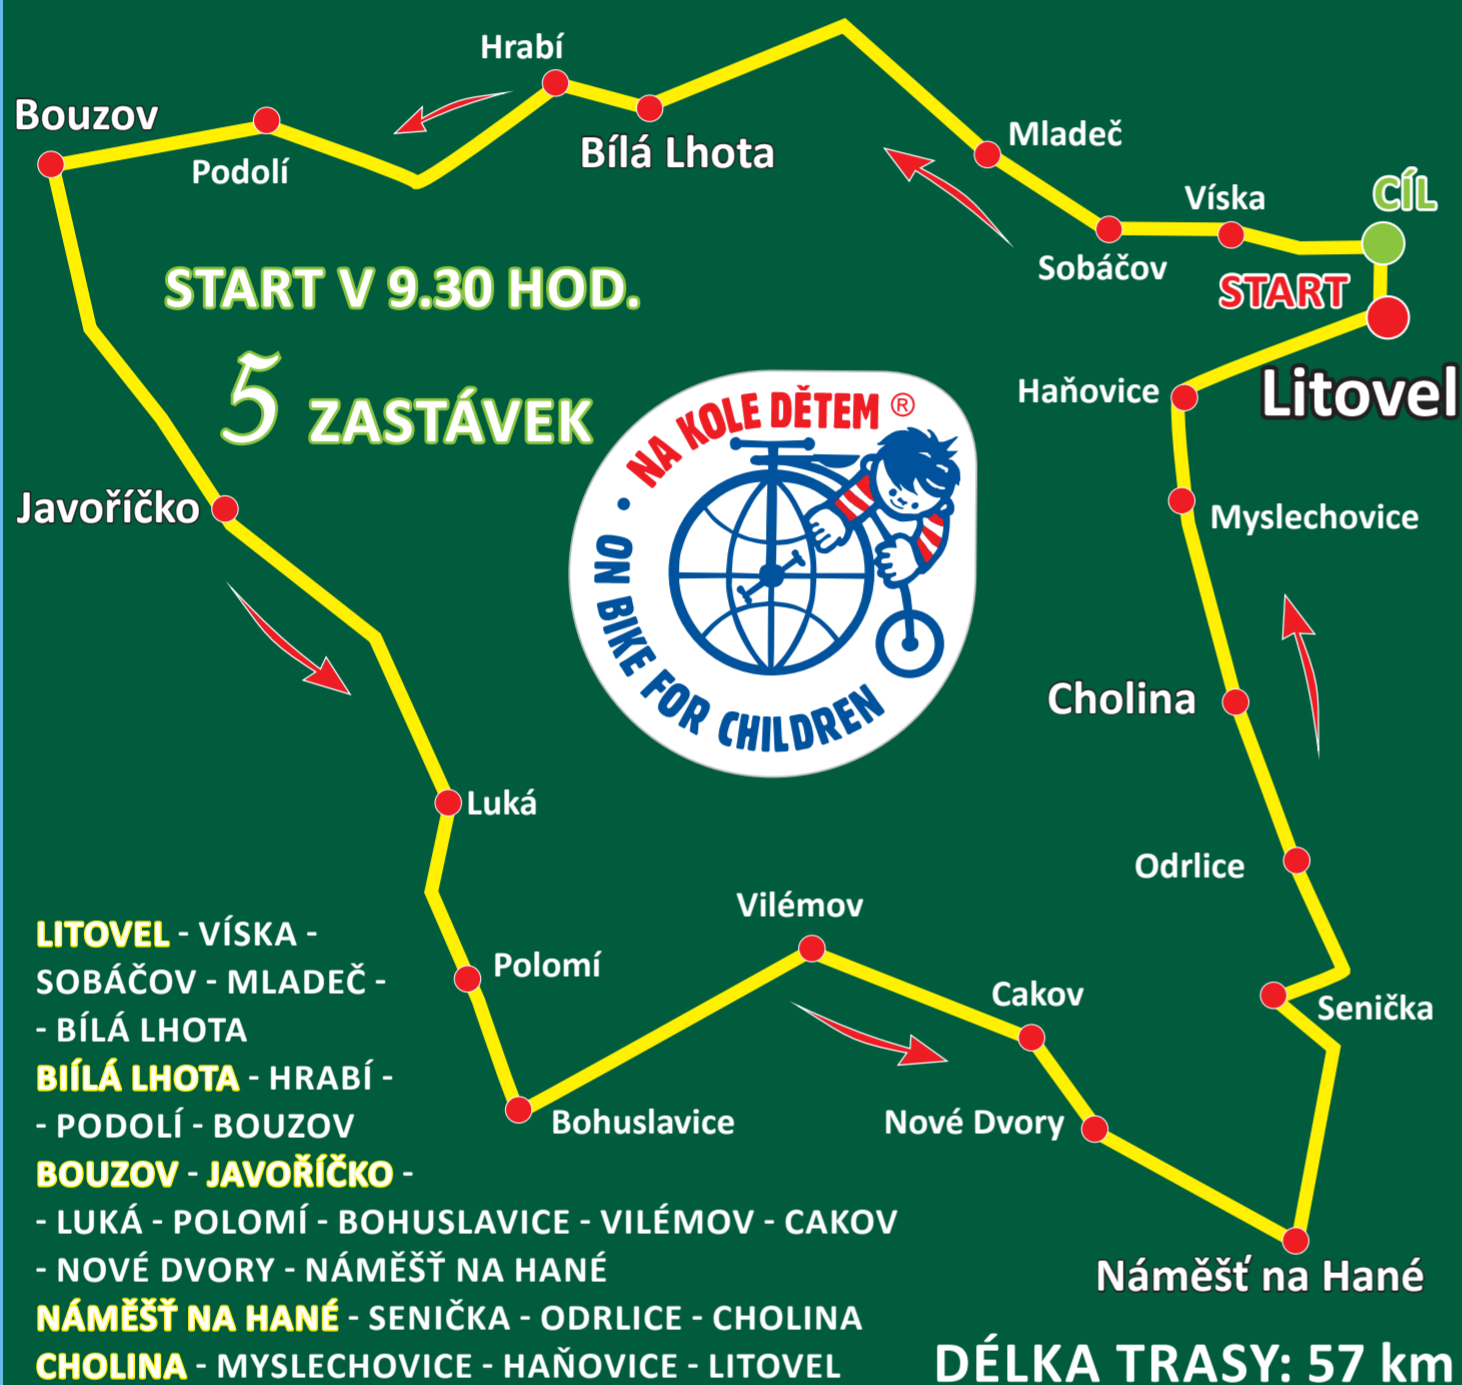 Hrabí
Bouzov
Podolí
Bílá Lhota
Mladeč
Víska
CÍL
Sobáčov
START
START V 9.30 HOD.
5 ZASTÁVEK
Haňovice
Litovel
NA KOLE DĚTEM ®
• ON BIKE FOR CHILDREN
Javoříčko
Myslechovice
Cholina
Luká
Odrlice
Vilémov
Polomí
Cakov
Senička
Bohuslavice
Nové Dvory
Náměšť na Hané
LITOVEL - VÍSKA -
SOBÁČOV - MLADEČ -
- BÍLÁ LHOTA
BIÍLÁ LHOTA - HRABÍ -
- PODOLÍ - BOUZOV
BOUZOV - JAVOŘÍČKO -
- LUKÁ - POLOMÍ - BOHUSLAVICE - VILÉMOV - CAKOV
- NOVÉ DVORY - NÁMĚŠŤ NA HANÉ
NÁMĚŠŤ NA HANÉ - SENIČKA - ODRLICE - CHOLINA
CHOLINA - MYSLECHOVICE - HAŇOVICE - LITOVEL
DÉLKA TRASY: 57 km